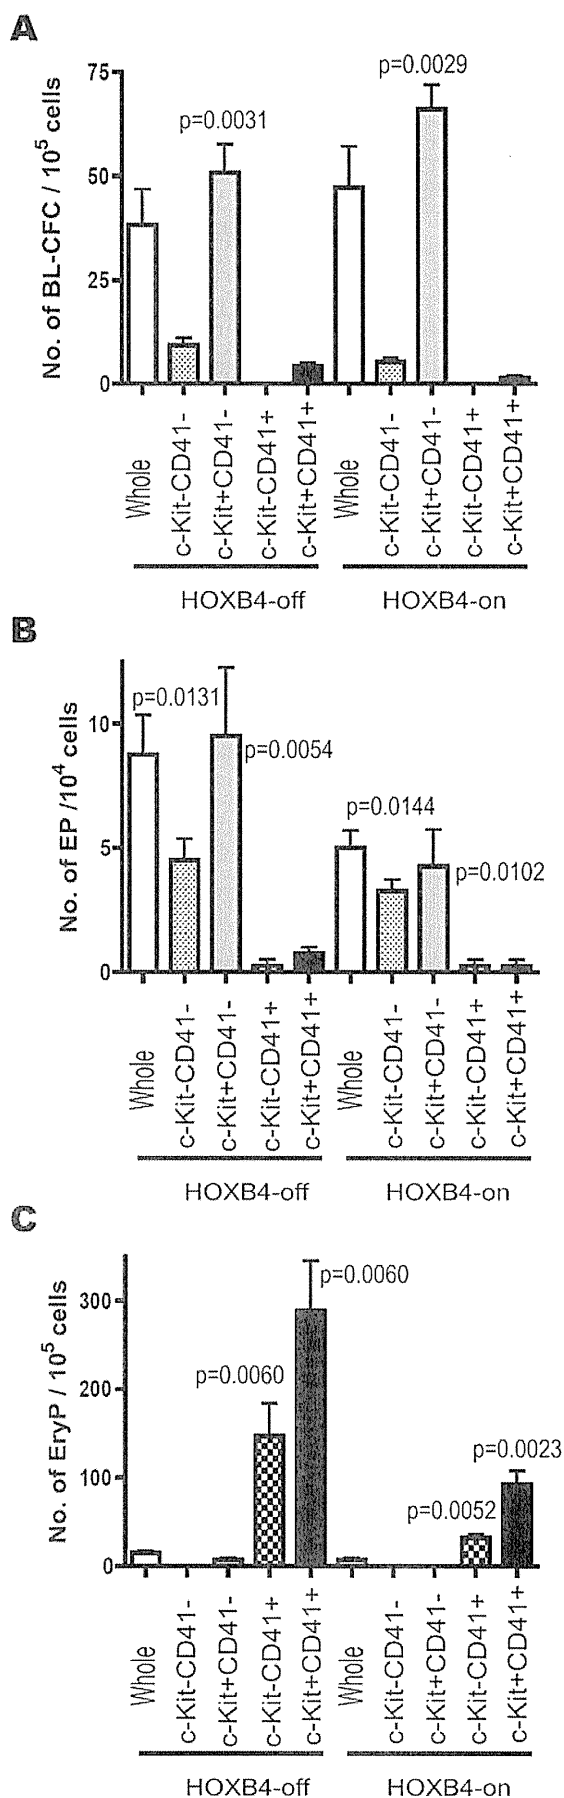 A
No. of BL-CFC / 10⁵ cells
75
50
25
0
p=0.0031
p=0.0029
Whole
c-Kit-CD41-
c-Kit+CD41-
c-Kit-CD41+
c-Kit+CD41+
Whole
c-Kit-CD41-
c-Kit+CD41-
c-Kit-CD41+
c-Kit+CD41+
HOXB4-off
HOXB4-on
B
No. of EP /10⁴ cells
10
5
0
p=0.0131
p=0.0054
p=0.0144
p=0.0102
Whole
c-Kit-CD41-
c-Kit+CD41-
c-Kit-CD41+
c-Kit+CD41+
Whole
c-Kit-CD41-
c-Kit+CD41-
c-Kit-CD41+
c-Kit+CD41+
HOXB4-off
HOXB4-on
C
No. of EryP / 10⁵ cells
300
200
100
0
p=0.0060
p=0.0060
p=0.0052
p=0.0023
Whole
c-Kit-CD41-
c-Kit+CD41-
c-Kit-CD41+
c-Kit+CD41+
Whole
c-Kit-CD41-
c-Kit+CD41-
c-Kit-CD41+
c-Kit+CD41+
HOXB4-off
HOXB4-on